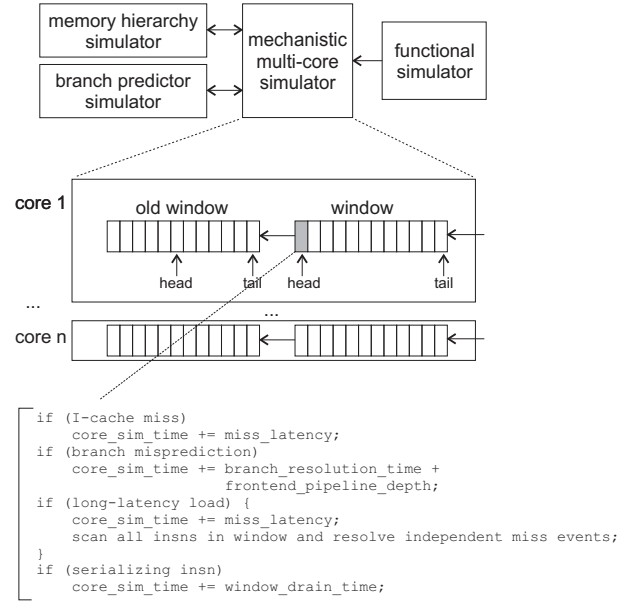 memory hierarchy
simulator
branch predictor
simulator
mechanistic
multi-core
simulator
functional
simulator
core 1
old window
window
head
tail
head
tail
...
...
core n
if (I-cache miss)
    core_sim_time += miss_latency;
if (branch misprediction)
    core_sim_time += branch_resolution_time +
                     frontend_pipeline_depth;
if (long-latency load) {
    core_sim_time += miss_latency;
    scan all insns in window and resolve independent miss events;
}
if (serializing insn)
    core_sim_time += window_drain_time;